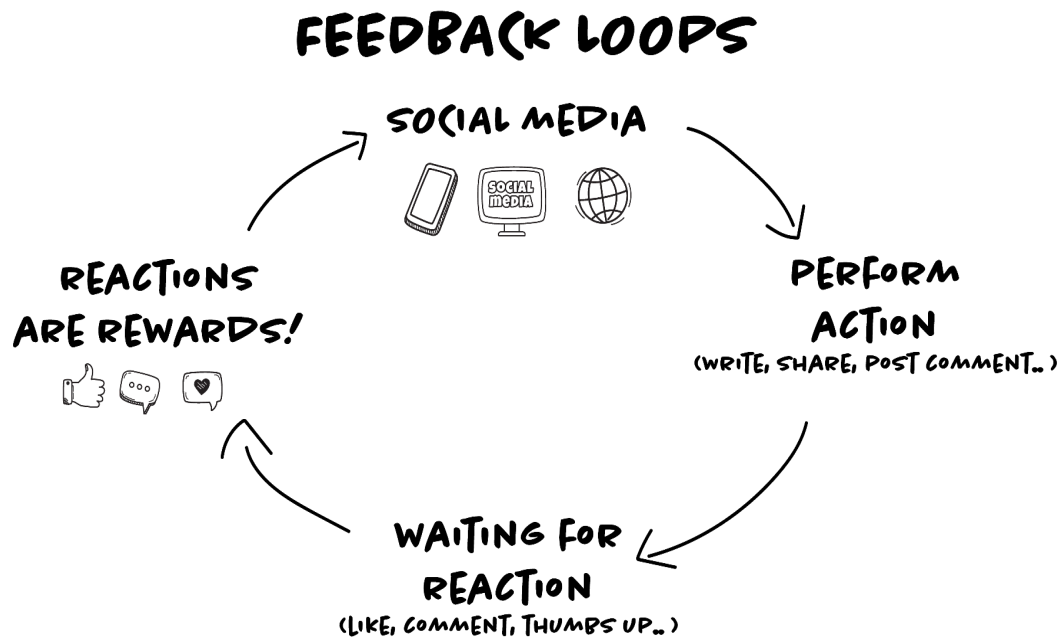 FEEDBACK LOOPS
SOCIAL MEDIA
SOCIAL
MEDIA
PERFORM
ACTION
(WRITE, SHARE, POST COMMENT.. )
WAITING FOR
REACTION
(LIKE, COMMENT, THUMBS UP.. )
REACTIONS
ARE REWARDS!